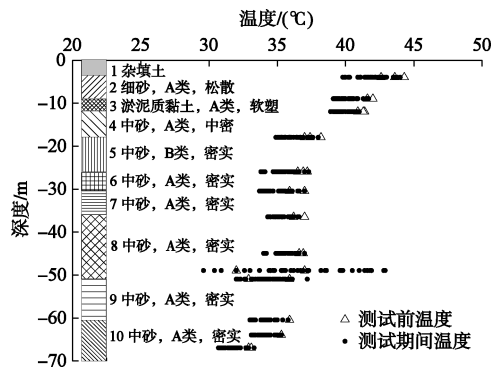 温度/(℃)
20 25 30 35 40 45 50
0
-10
-20
-30
-40
-50
-60
-70
深度/m
1 杂填土
2 细砂，A类，松散
3 淤泥质黏土，A类，软塑
4 中砂，A类，中密
5 中砂，B类，密实
6 中砂，A类，密实
7 中砂，A类，密实
8 中砂，A类，密实
9 中砂，A类，密实
10 中砂，A类，密实
△ 测试前温度
• 测试期间温度